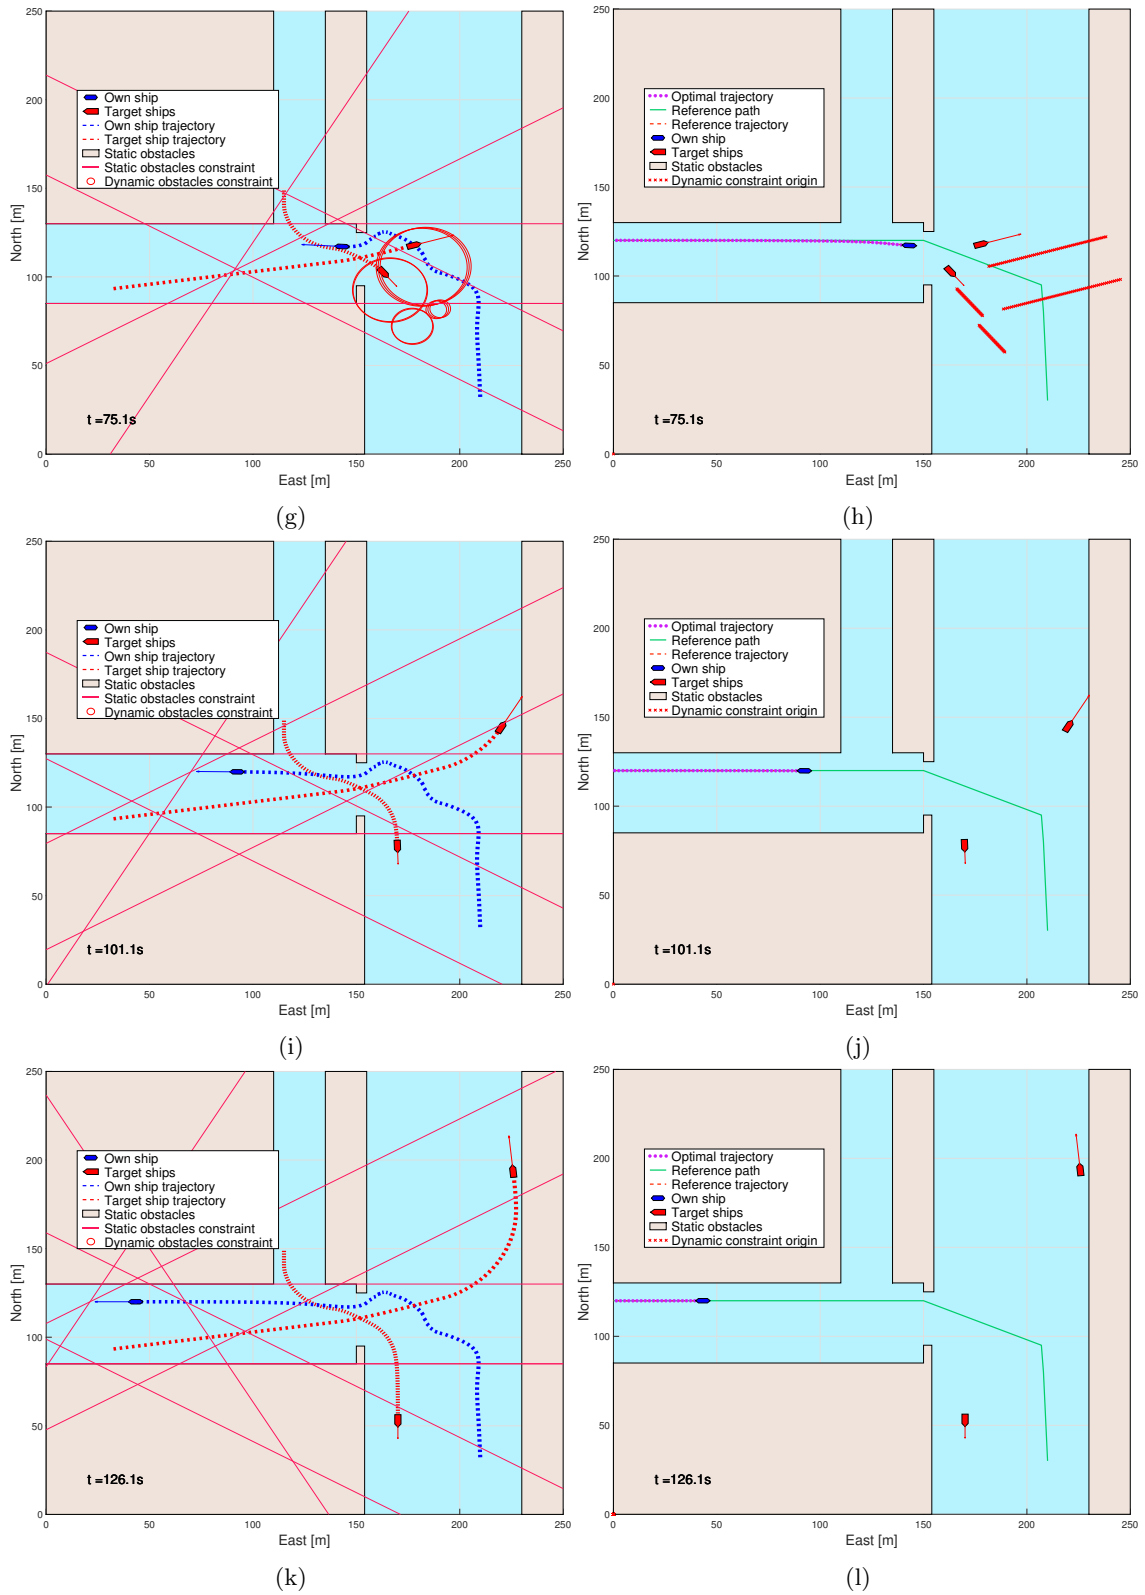 250
200
150
100
50
0
North [m]
Own ship
Target ships
Own ship trajectory
Target ship trajectory
Static obstacles
Static obstacles constraint
Dynamic obstacles constraint
t =75.1s
50 100 150 200 250
East [m]
(g)
250
200
150
100
50
0
North [m]
Optimal trajectory
Reference path
Reference trajectory
Own ship
Target ships
Static obstacles
Dynamic constraint origin
t =75.1s
0 50 100 150 200 250
East [m]
(h)
250
200
150
100
50
0
North [m]
Own ship
Target ships
Own ship trajectory
Target ship trajectory
Static obstacles
Static obstacles constraint
Dynamic obstacles constraint
t =101.1s
0 50 100 150 200 250
East [m]
(i)
250
200
150
100
50
0
North [m]
Optimal trajectory
Reference path
Reference trajectory
Own ship
Target ships
Static obstacles
Dynamic constraint origin
t =101.1s
0 50 100 150 200 250
East [m]
(j)
250
200
150
100
50
0
North [m]
Own ship
Target ships
Own ship trajectory
Target ship trajectory
Static obstacles
Static obstacles constraint
Dynamic obstacles constraint
t =126.1s
0 50 100 150 200 250
East [m]
(k)
250
200
150
100
50
0
North [m]
Optimal trajectory
Reference path
Reference trajectory
Own ship
Target ships
Static obstacles
Dynamic constraint origin
t =126.1s
0 50 100 150 200 250
East [m]
(l)